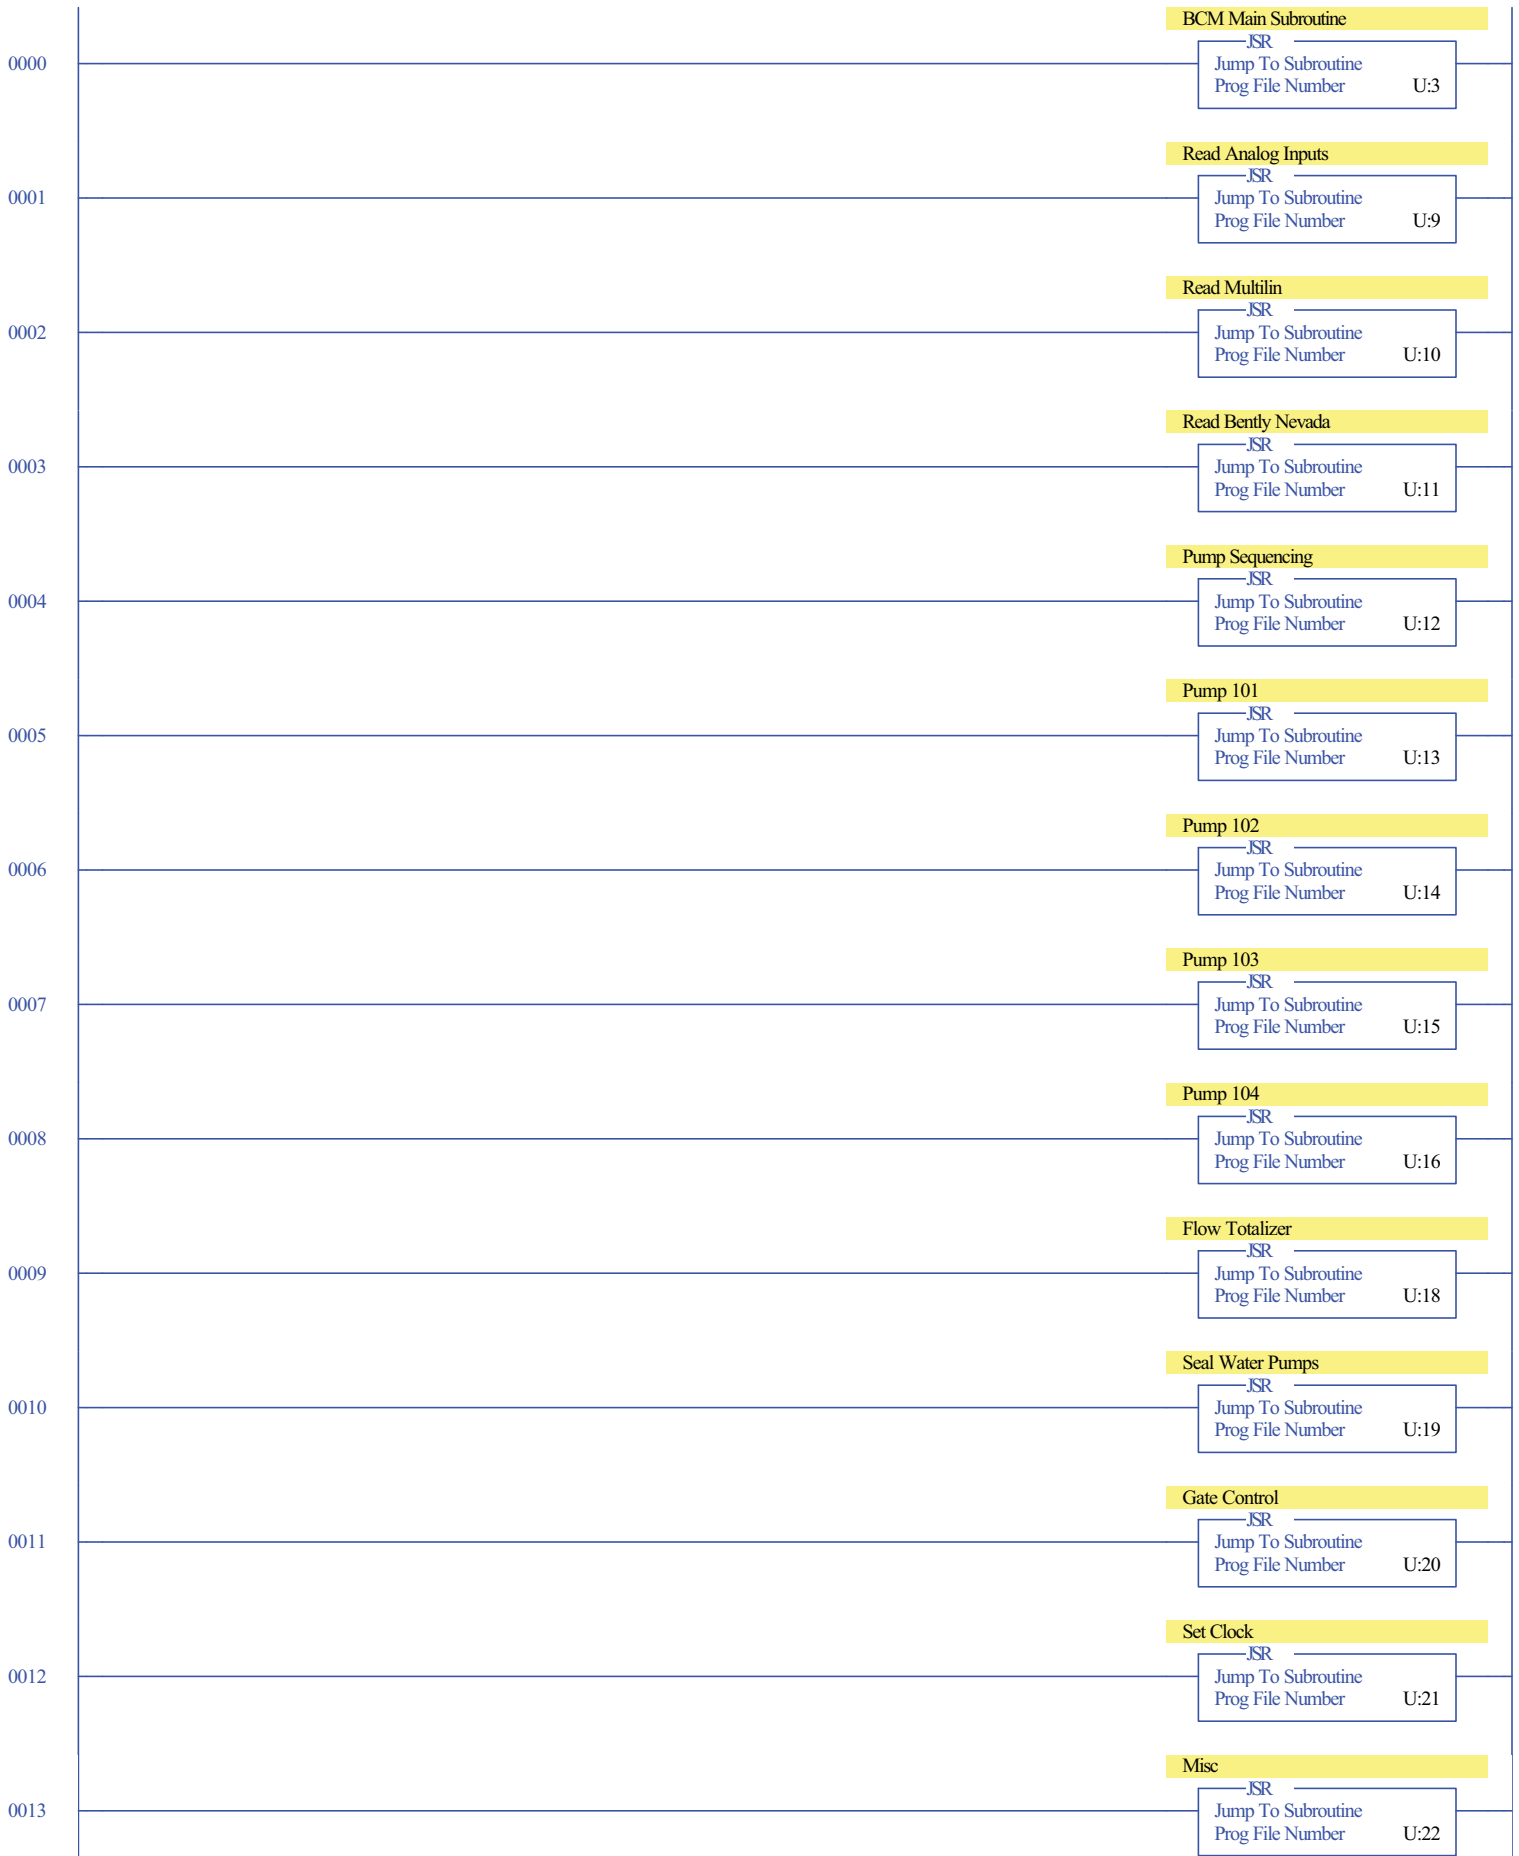 BCM Main Subroutine
JSR
0000 Jump To Subroutine
Prog File Number U:3
Read Analog Inputs
JSR
0001 Jump To Subroutine
Prog File Number U:9
Read Multilin
JSR
0002 Jump To Subroutine
Prog File Number U:10
Read Bently Nevada
JSR
0003 Jump To Subroutine
Prog File Number U:11
Pump Sequencing
JSR
0004 Jump To Subroutine
Prog File Number U:12
Pump 101
JSR
0005 Jump To Subroutine
Prog File Number U:13
Pump 102
JSR
0006 Jump To Subroutine
Prog File Number U:14
Pump 103
JSR
0007 Jump To Subroutine
Prog File Number U:15
Pump 104
JSR
0008 Jump To Subroutine
Prog File Number U:16
Flow Totalizer
JSR
0009 Jump To Subroutine
Prog File Number U:18
Seal Water Pumps
JSR
0010 Jump To Subroutine
Prog File Number U:19
Gate Control
JSR
0011 Jump To Subroutine
Prog File Number U:20
Set Clock
JSR
0012 Jump To Subroutine
Prog File Number U:21
Misc
JSR
0013 Jump To Subroutine
Prog File Number U:22